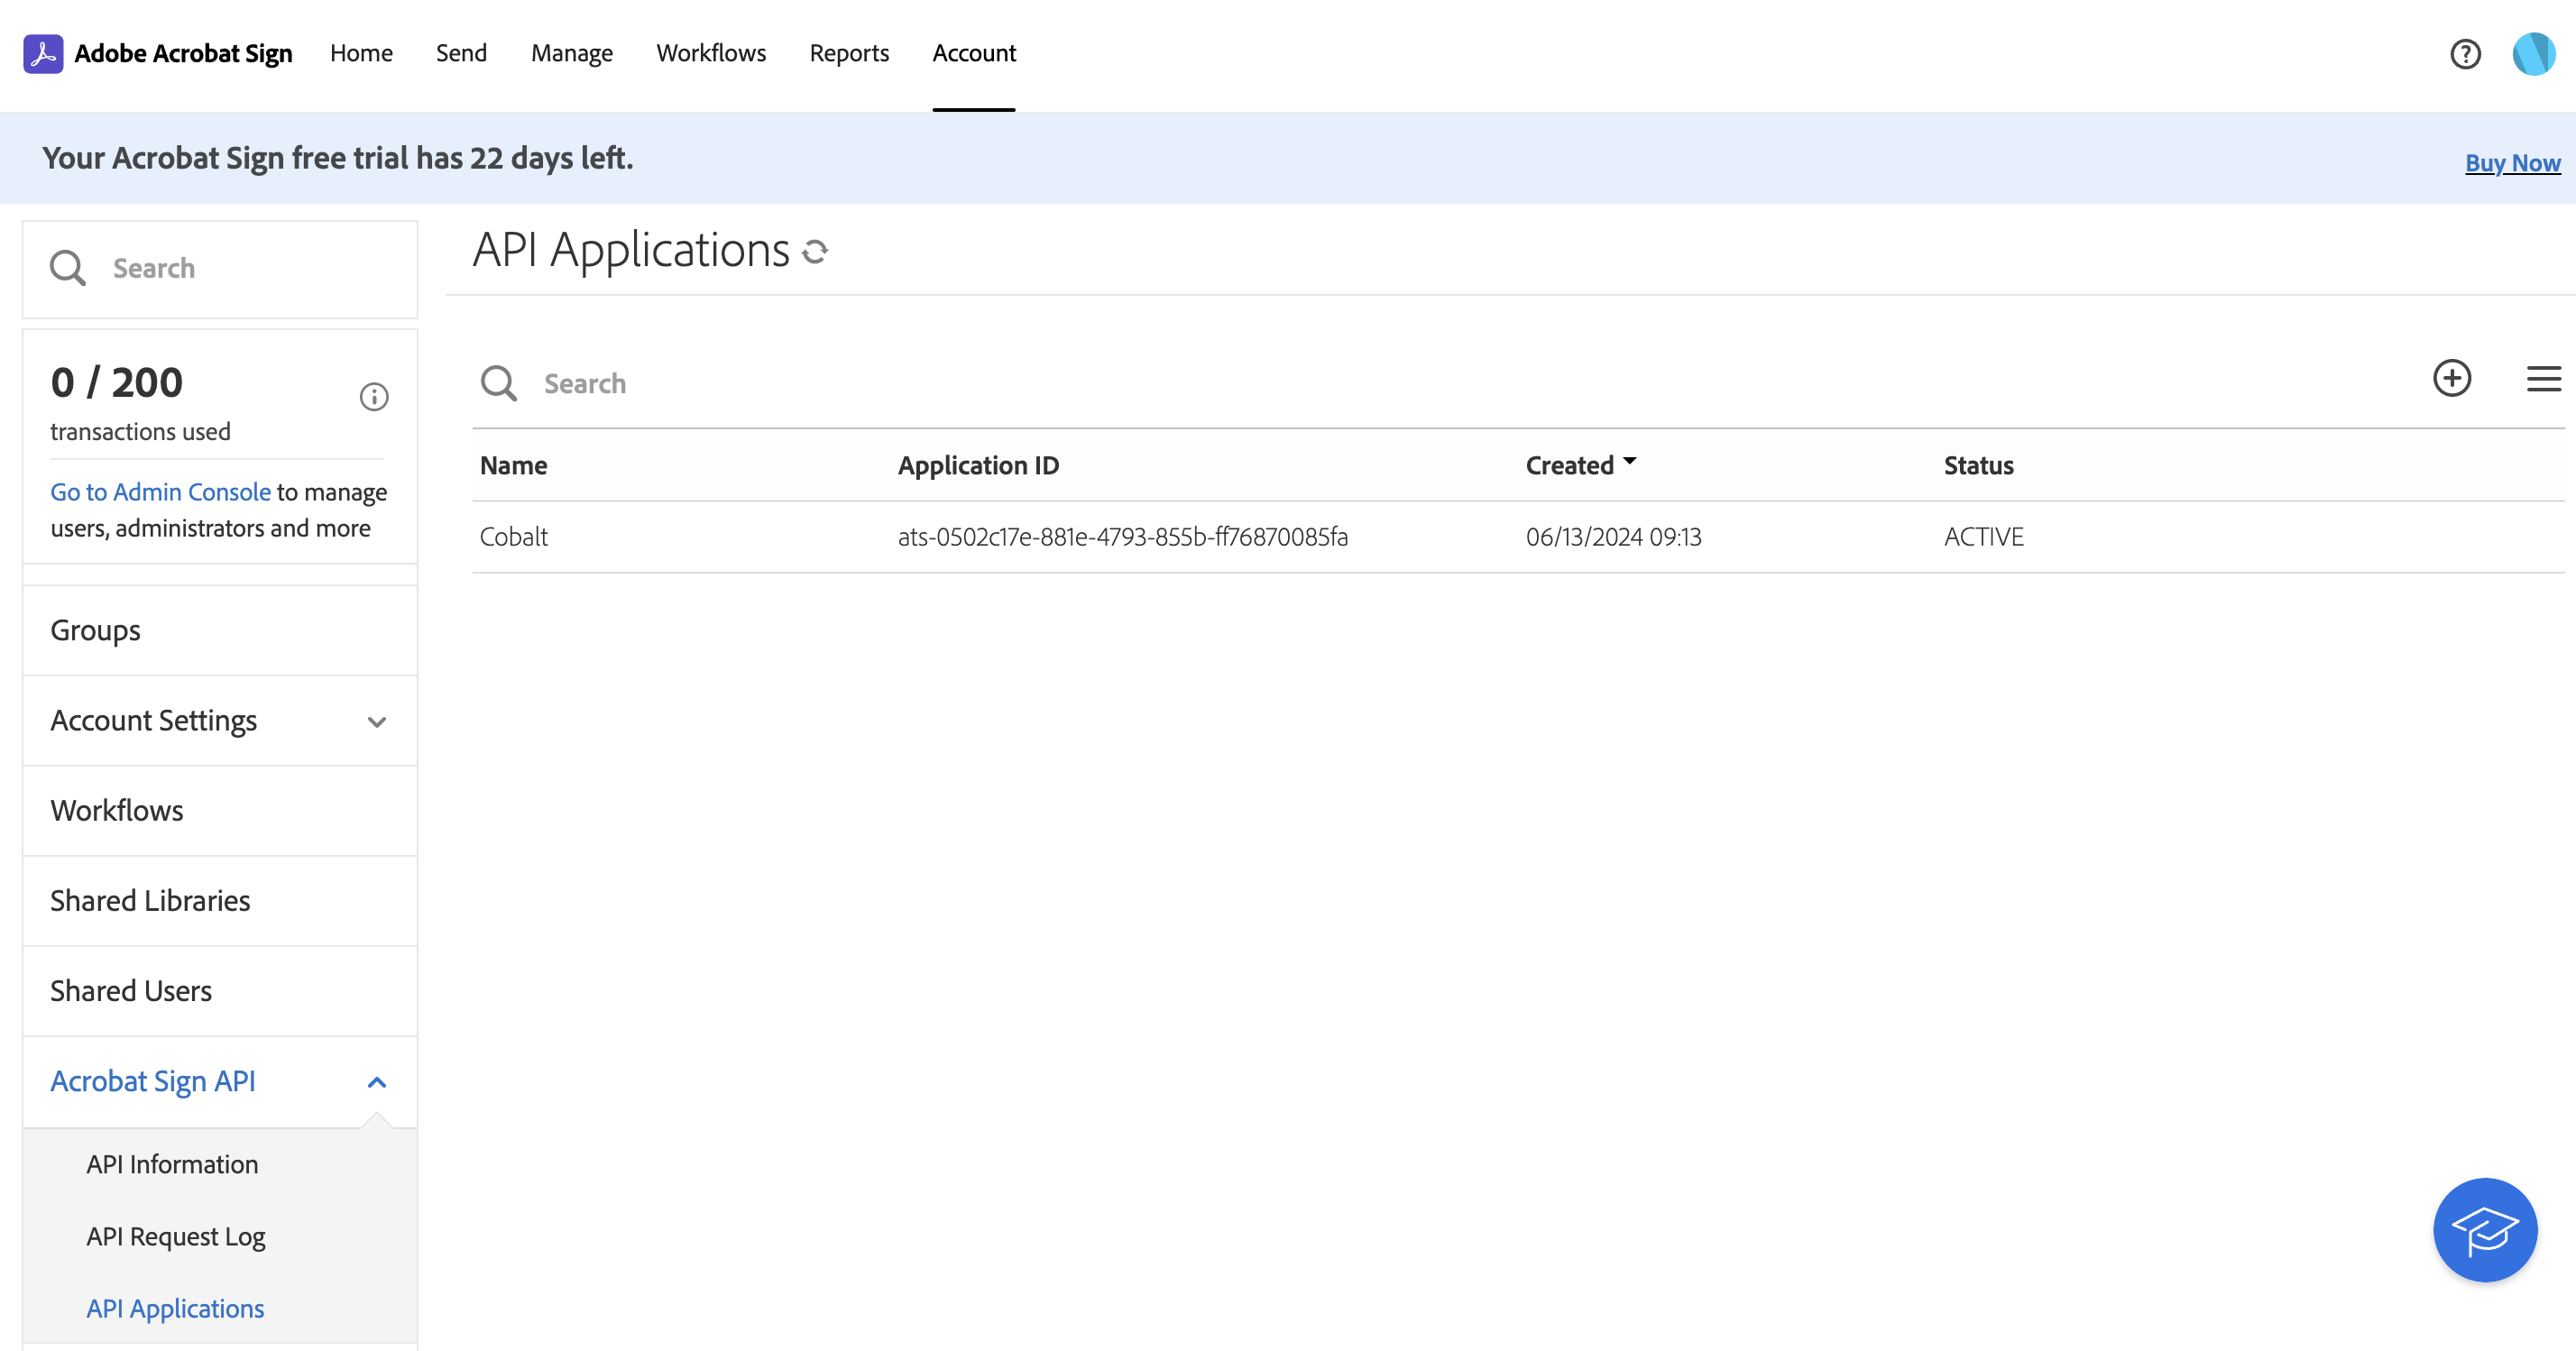 Adobe Acrobat Sign Home Send Manage Workflows Reports Account
Your Acrobat Sign free trial has 22 days left.
Buy Now
Search
0 / 200
transactions used
Go to Admin Console to manage
users, administrators and more
Groups
Account Settings
Workflows
Shared Libraries
Shared Users
Acrobat Sign API
API Information
API Request Log
API Applications
API Applications
Search
Name Application ID Created Status
Cobalt ats-0502c17e-881e-4793-855b-ff76870085fa 06/13/2024 09:13 ACTIVE